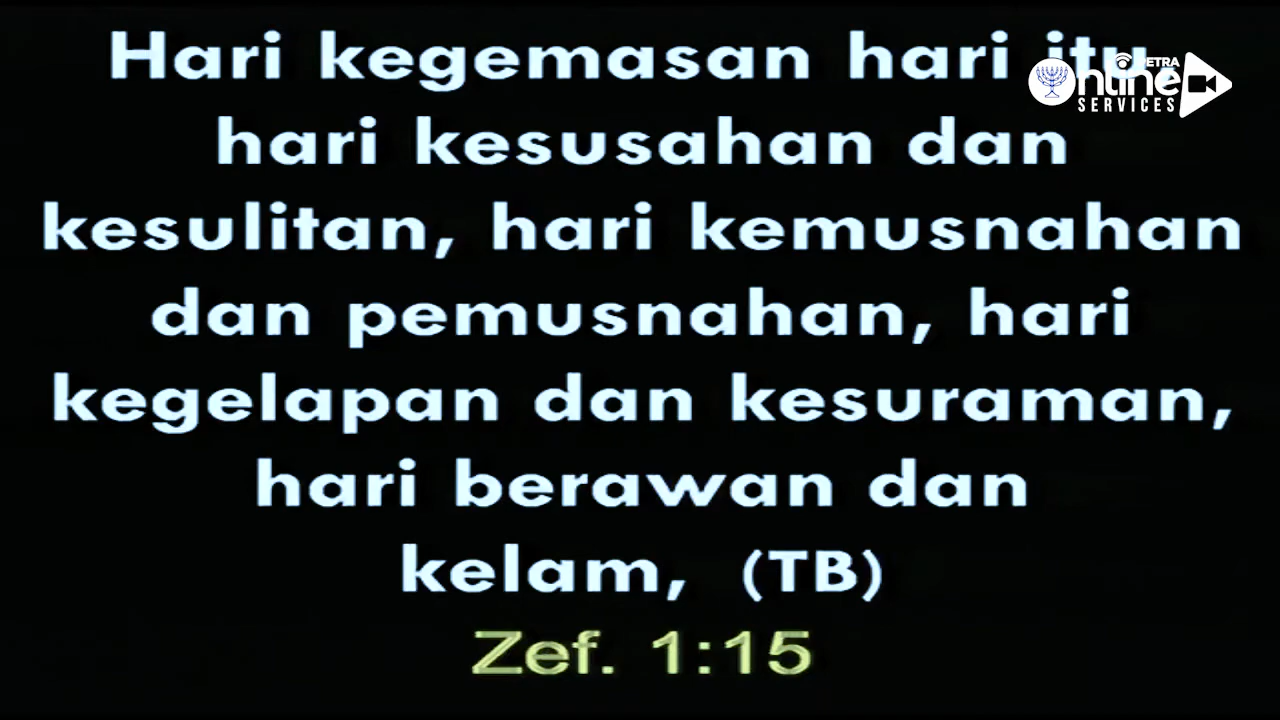 Hari kegemasan hari itu,
hari kesusahan dan
kesulitan, hari kemusnahan
dan pemusnahan, hari
kegelapan dan kesuraman,
hari berawan dan
kelam, (TB)
Zef. 1:15
PETRA
Online
SERVICES